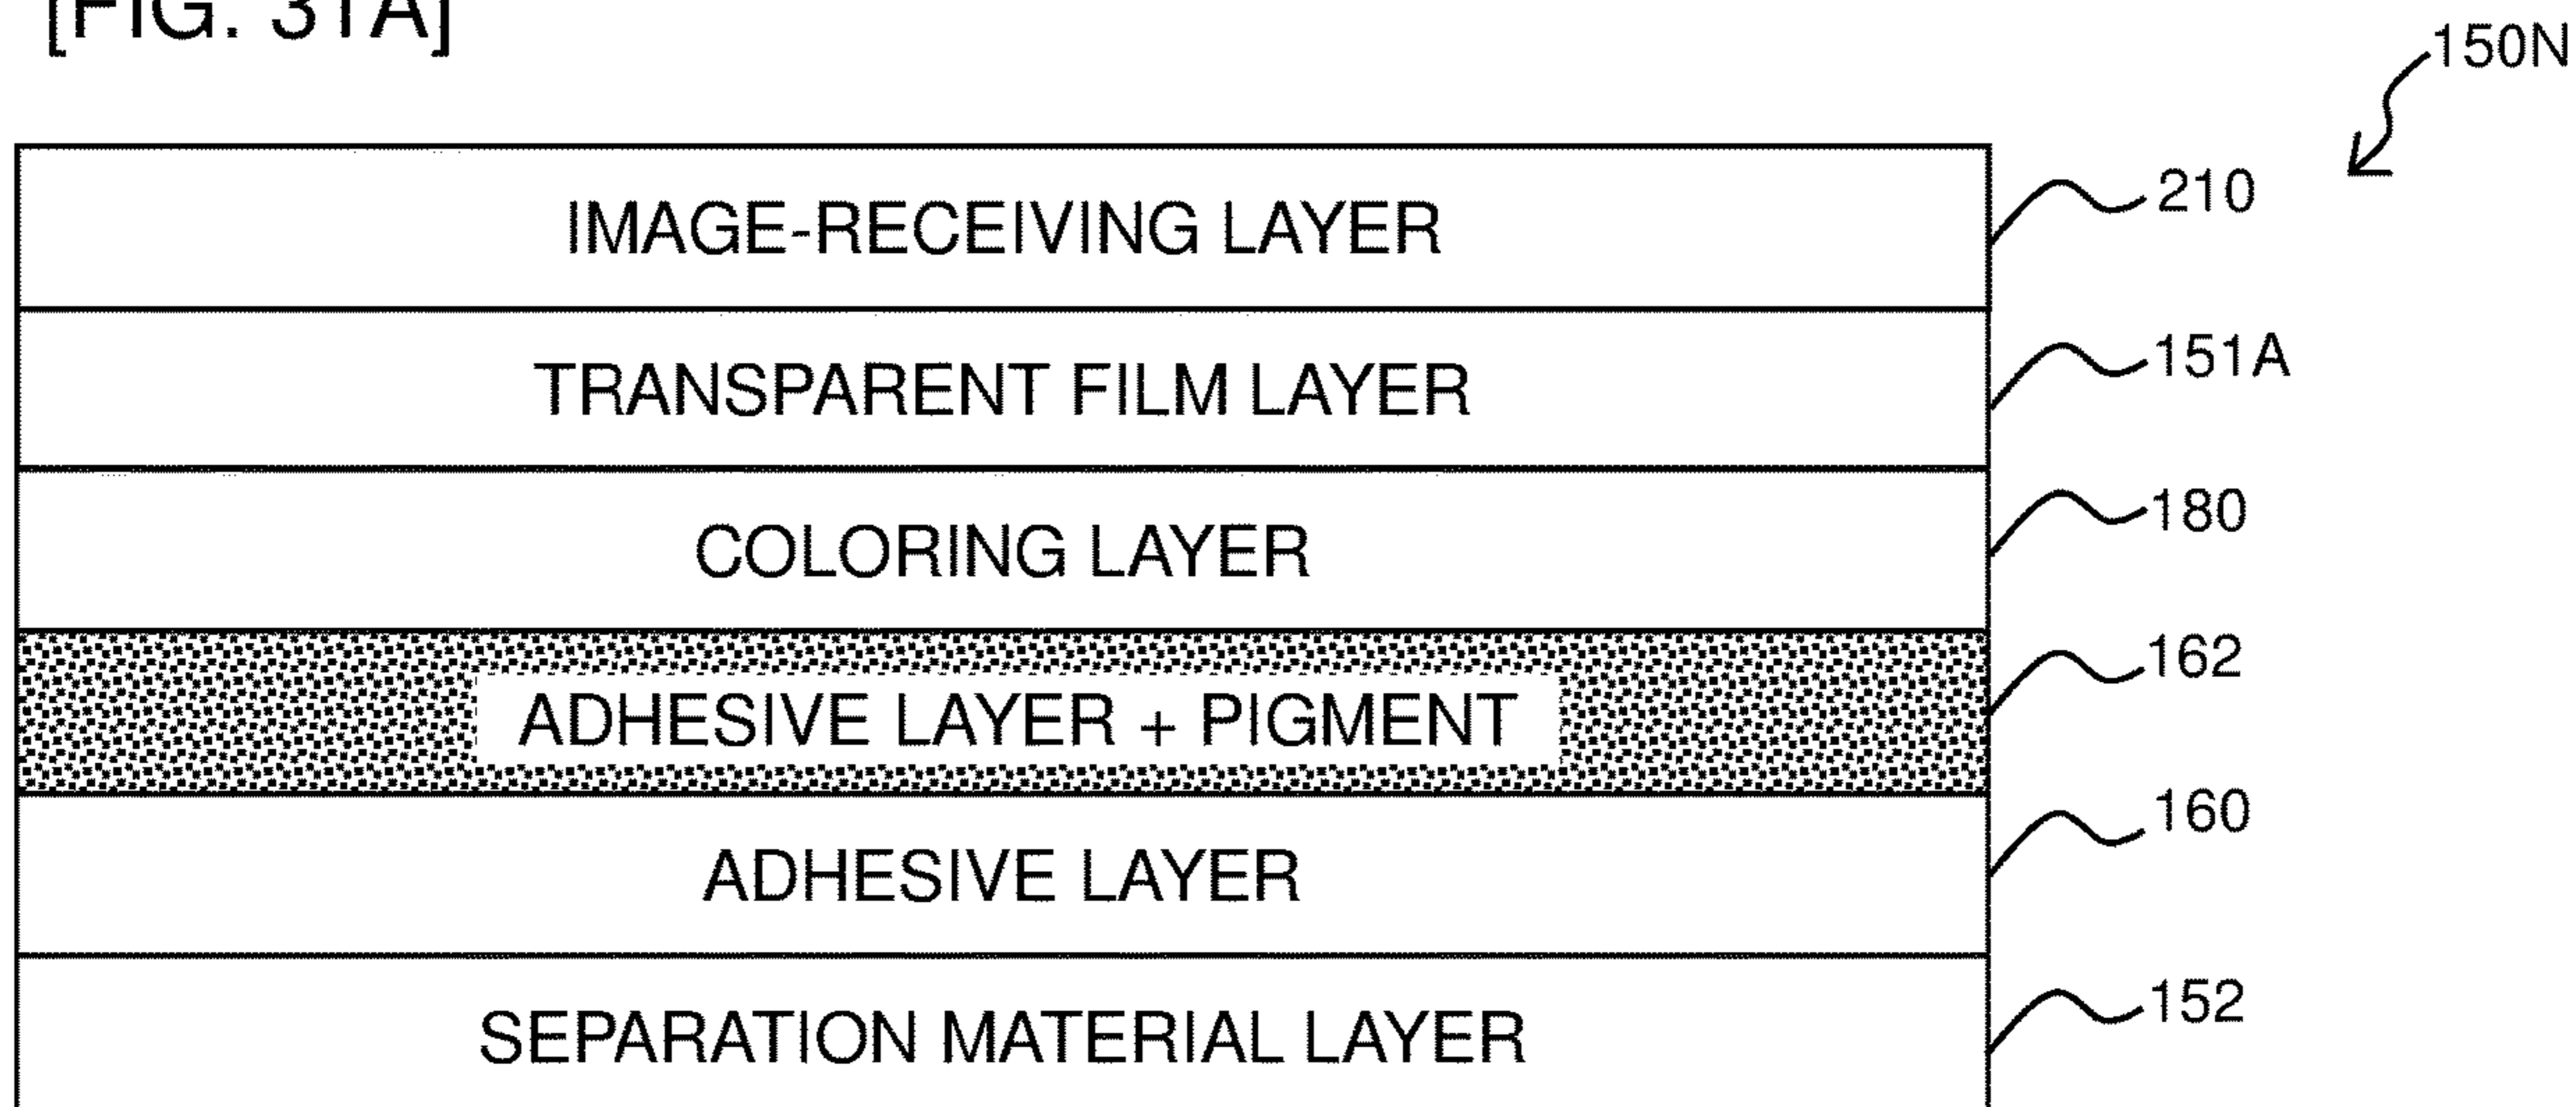 [FIG. 31A]
150N
IMAGE-RECEIVING LAYER 210
TRANSPARENT FILM LAYER 151A
COLORING LAYER 180
ADHESIVE LAYER + PIGMENT 162
ADHESIVE LAYER 160
SEPARATION MATERIAL LAYER 152